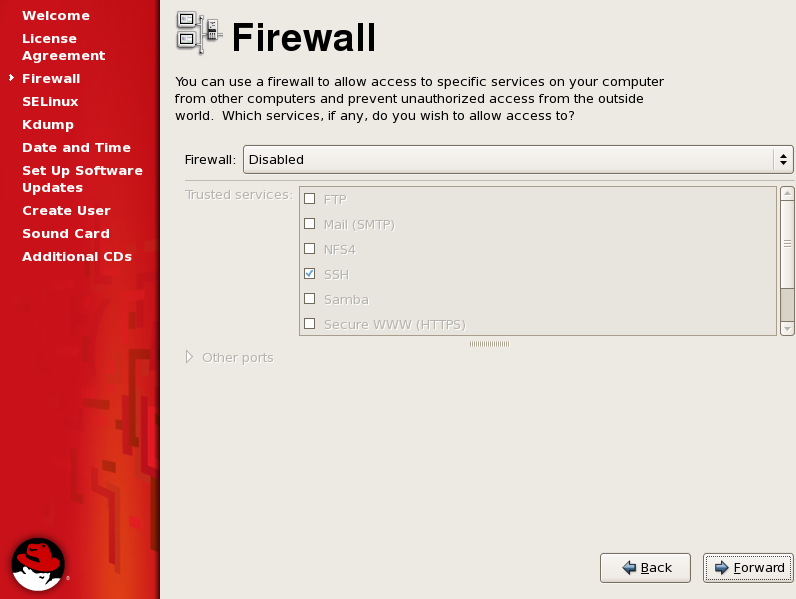 Welcome
License
Agreement
Firewall
SELinux
Kdump
Date and Time
Set Up Software
Updates
Create User
Sound Card
Additional CDs
Firewall
You can use a firewall to allow access to specific services on your computer
from other computers and prevent unauthorized access from the outside
world.  Which services, if any, do you wish to allow access to?
Firewall: Disabled
Trusted services:
FTP
Mail (SMTP)
NFS4
SSH
Samba
Secure WWW (HTTPS)
Other ports
Back
Forward
®